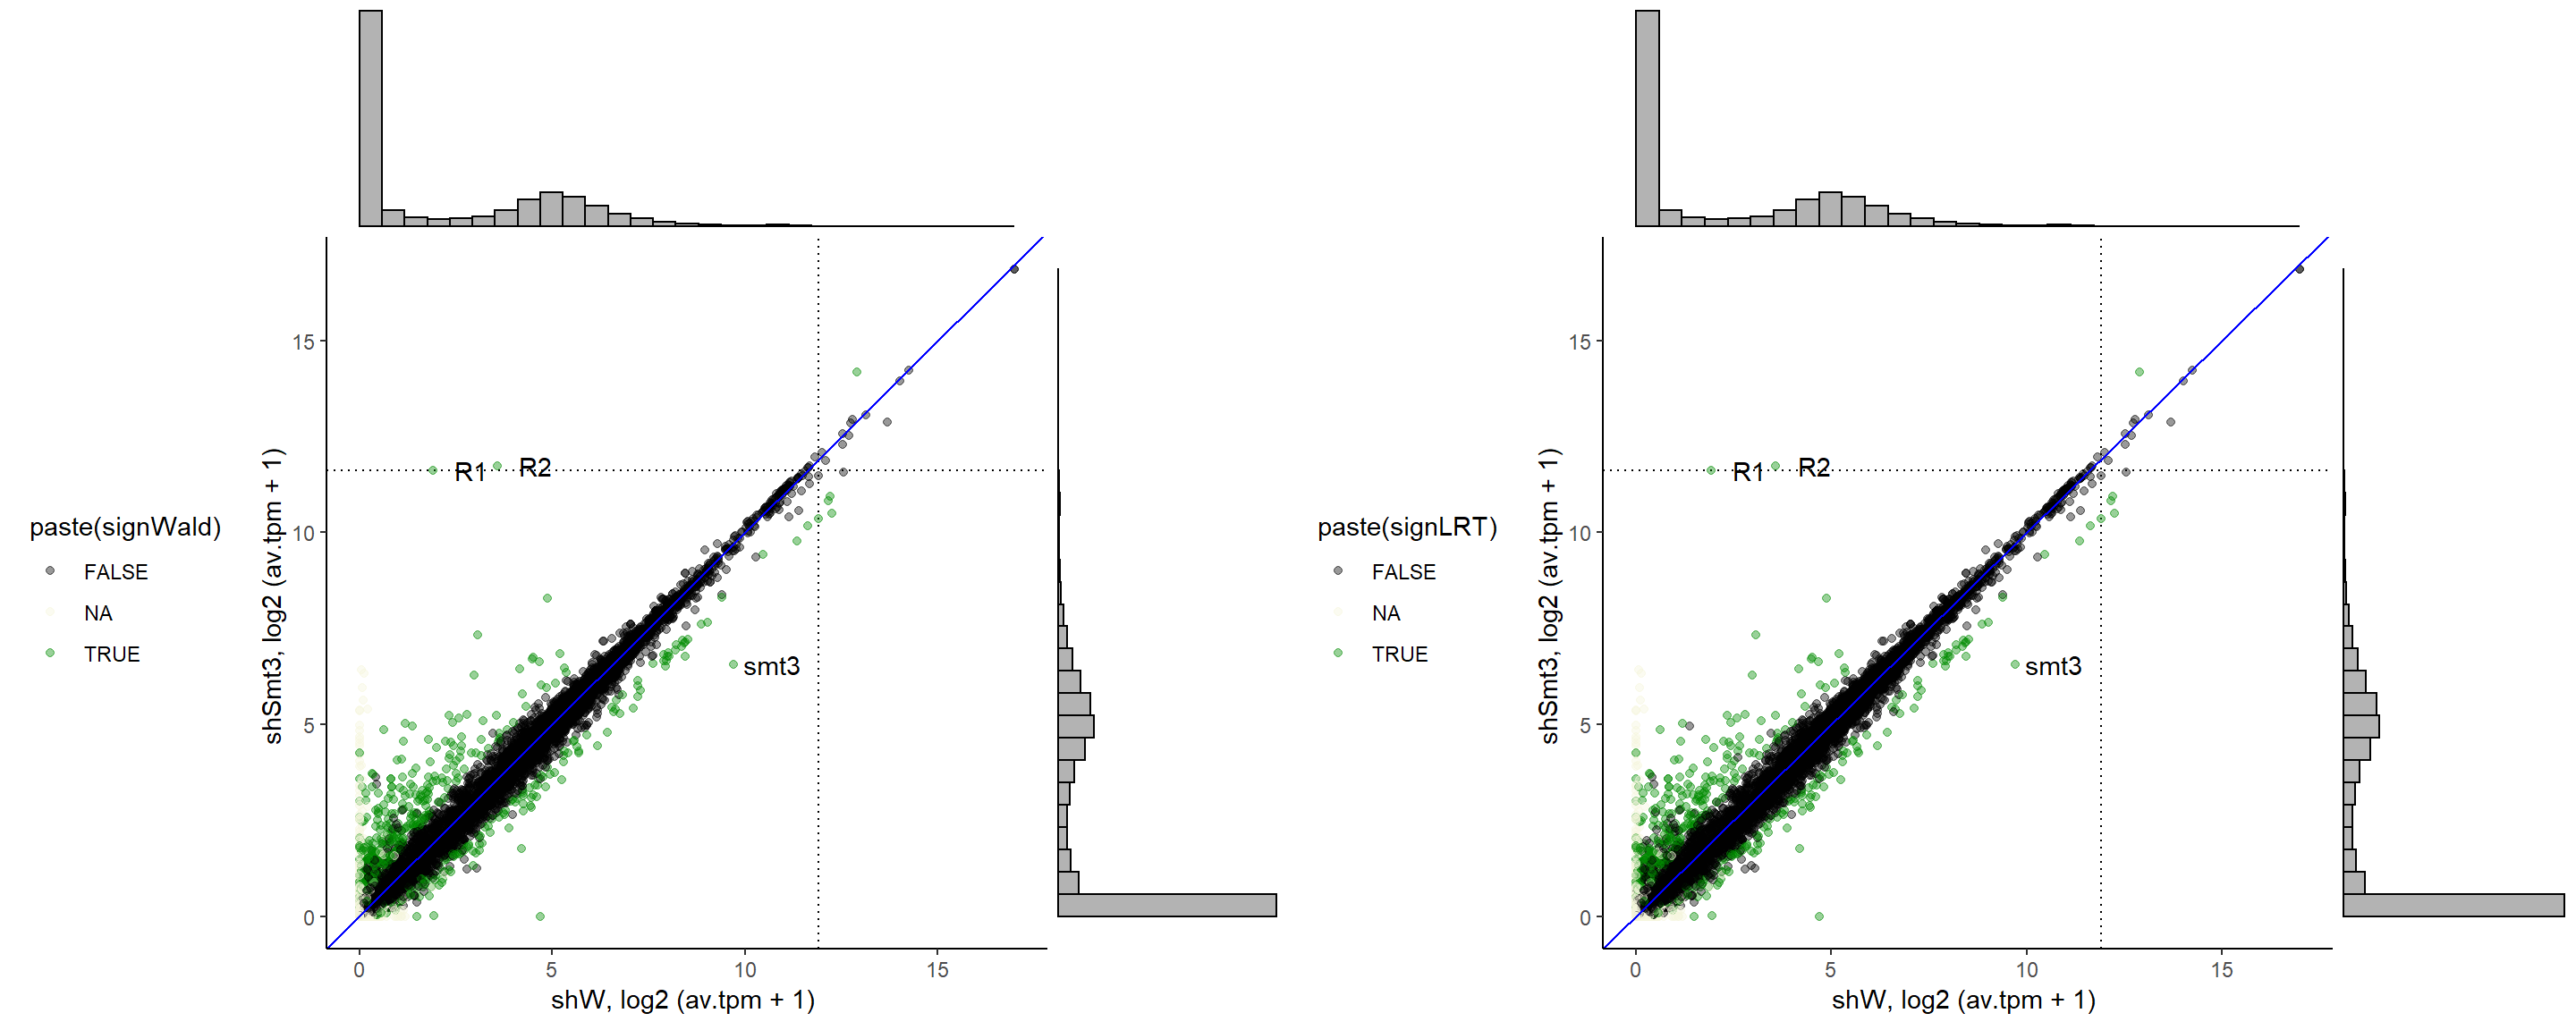 paste(signWald)
FALSE
NA
TRUE
shSmt3, log2 (av.tpm + 1)
15
10
5
0
R1
R2
smt3
0
5
10
15
shW, log2 (av.tpm + 1)
paste(signLRT)
FALSE
NA
TRUE
shSmt3, log2 (av.tpm + 1)
15
10
5
0
R1
R2
smt3
0
5
10
15
shW, log2 (av.tpm + 1)